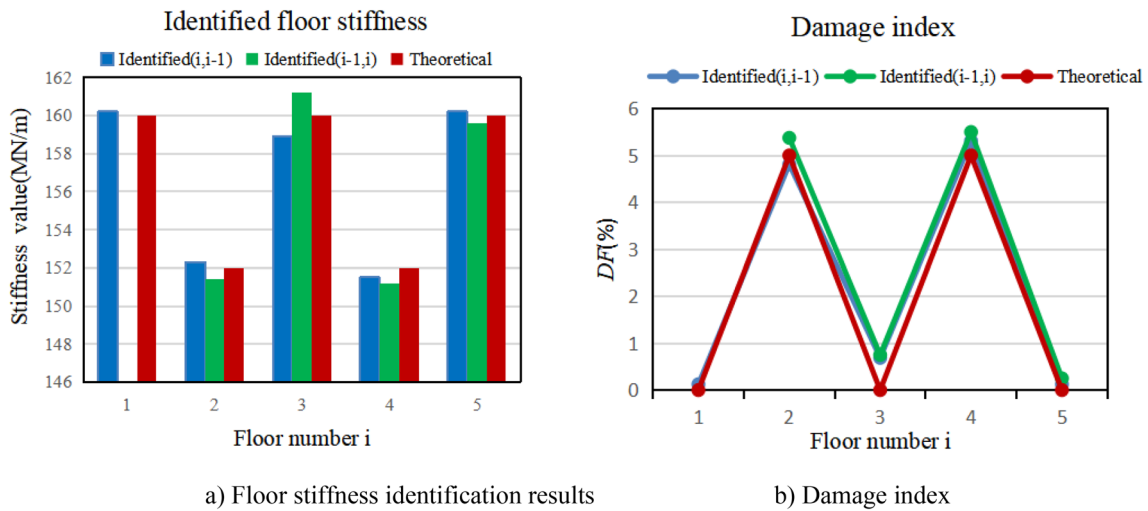 Identified floor stiffness
Identified(i,i-1) Identified(i-1,i) Theoretical
Stiffness value(MN/m)
162
160
158
156
154
152
150
148
146
1 2 3 4 5
Floor number i
a) Floor stiffness identification results
Damage index
Identified(i,i-1) Identified(i-1,i) Theoretical
DF(%)
6
5
4
3
2
1
0
1 2 3 4 5
Floor number i
b) Damage index